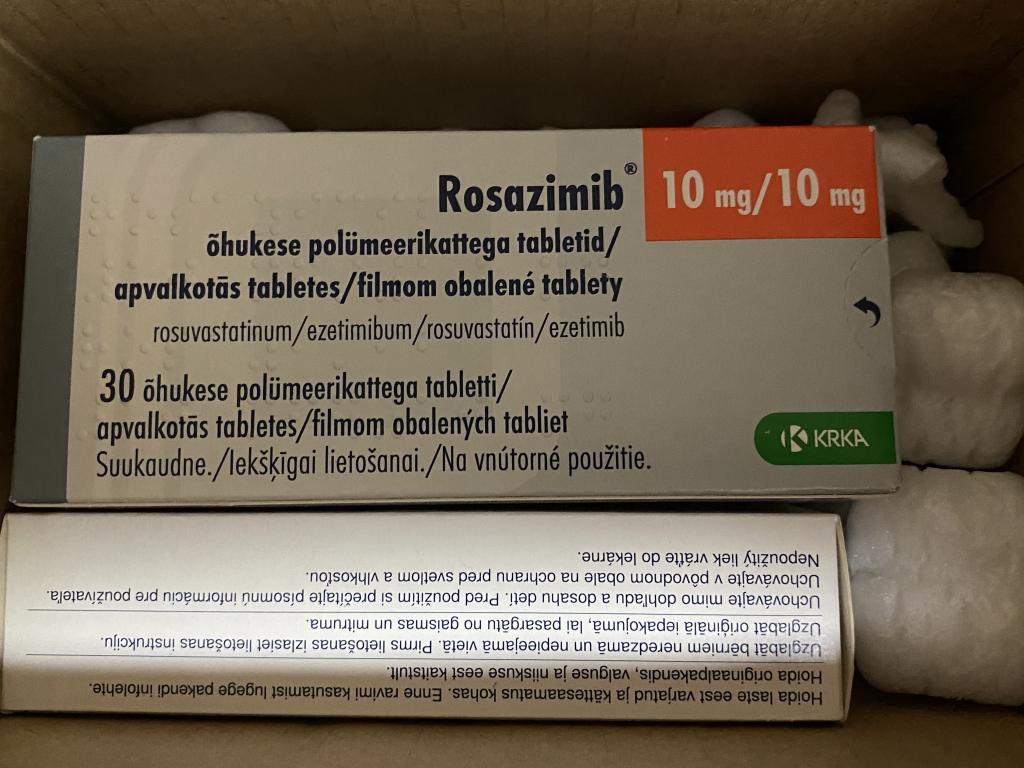 Rosazimib®
10 mg/10 mg
õhukese polümeerikattega tabletid/
apvalkotās tabletes/filmom obalené tablety
rosuvastatinum/ezetimibum/rosuvastatín/ezetimib
30 õhukese polümeerikattega tabletti/
apvalkotās tabletes/filmom obalených tabliet
Suukaudne./Iekšķīgai lietošanai./Na vnútorné použitie.
KRKA
Hoida laste eest varjatud ja kättesaamatus kohas. Enne ravimi kasutamist lugege pakendi infolehte.
Hoida originaalpakendis, valguse ja niiskuse eest kaitstult.
Uzglabāt bērniem neredzamā un nepieejamā vietā. Pirms lietošanas izlasiet lietošanas instrukciju.
Uzglabāt oriģinālā iepakojumā, lai pasargātu no gaismas un mitruma.
Uchovávajte mimo dohľadu a dosahu detí. Pred použitím si prečítajte písomnú informáciu pre používateľa.
Uchovávajte v pôvodnom obale na ochranu pred svetlom a vlhkosťou.
Nepoužitý liek vráťte do lekárne.